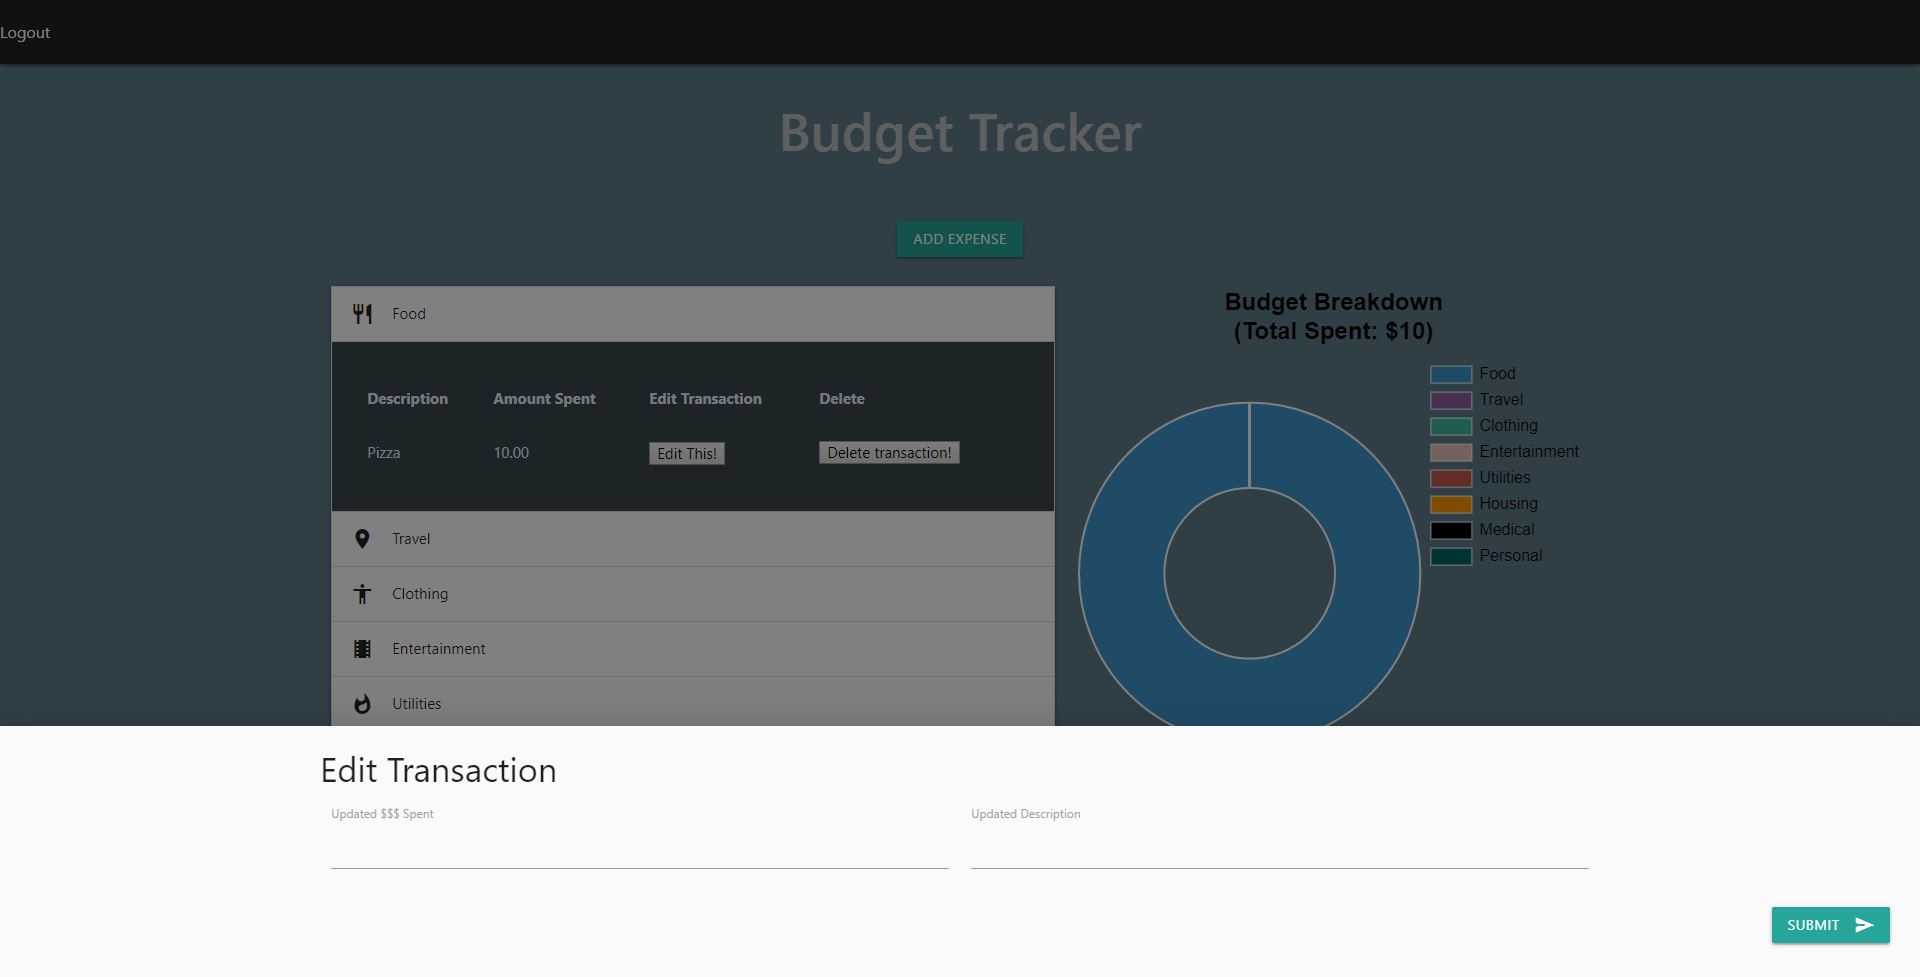 Logout
Budget Tracker
ADD EXPENSE
Food
Description Amount Spent Edit Transaction Delete
Pizza 10.00 Edit This! Delete transaction!
Travel
Clothing
Entertainment
Utilities
Budget Breakdown
(Total Spent: $10)
Food
Travel
Clothing
Entertainment
Utilities
Housing
Medical
Personal
Edit Transaction
Updated $$$ Spent Updated Description
SUBMIT